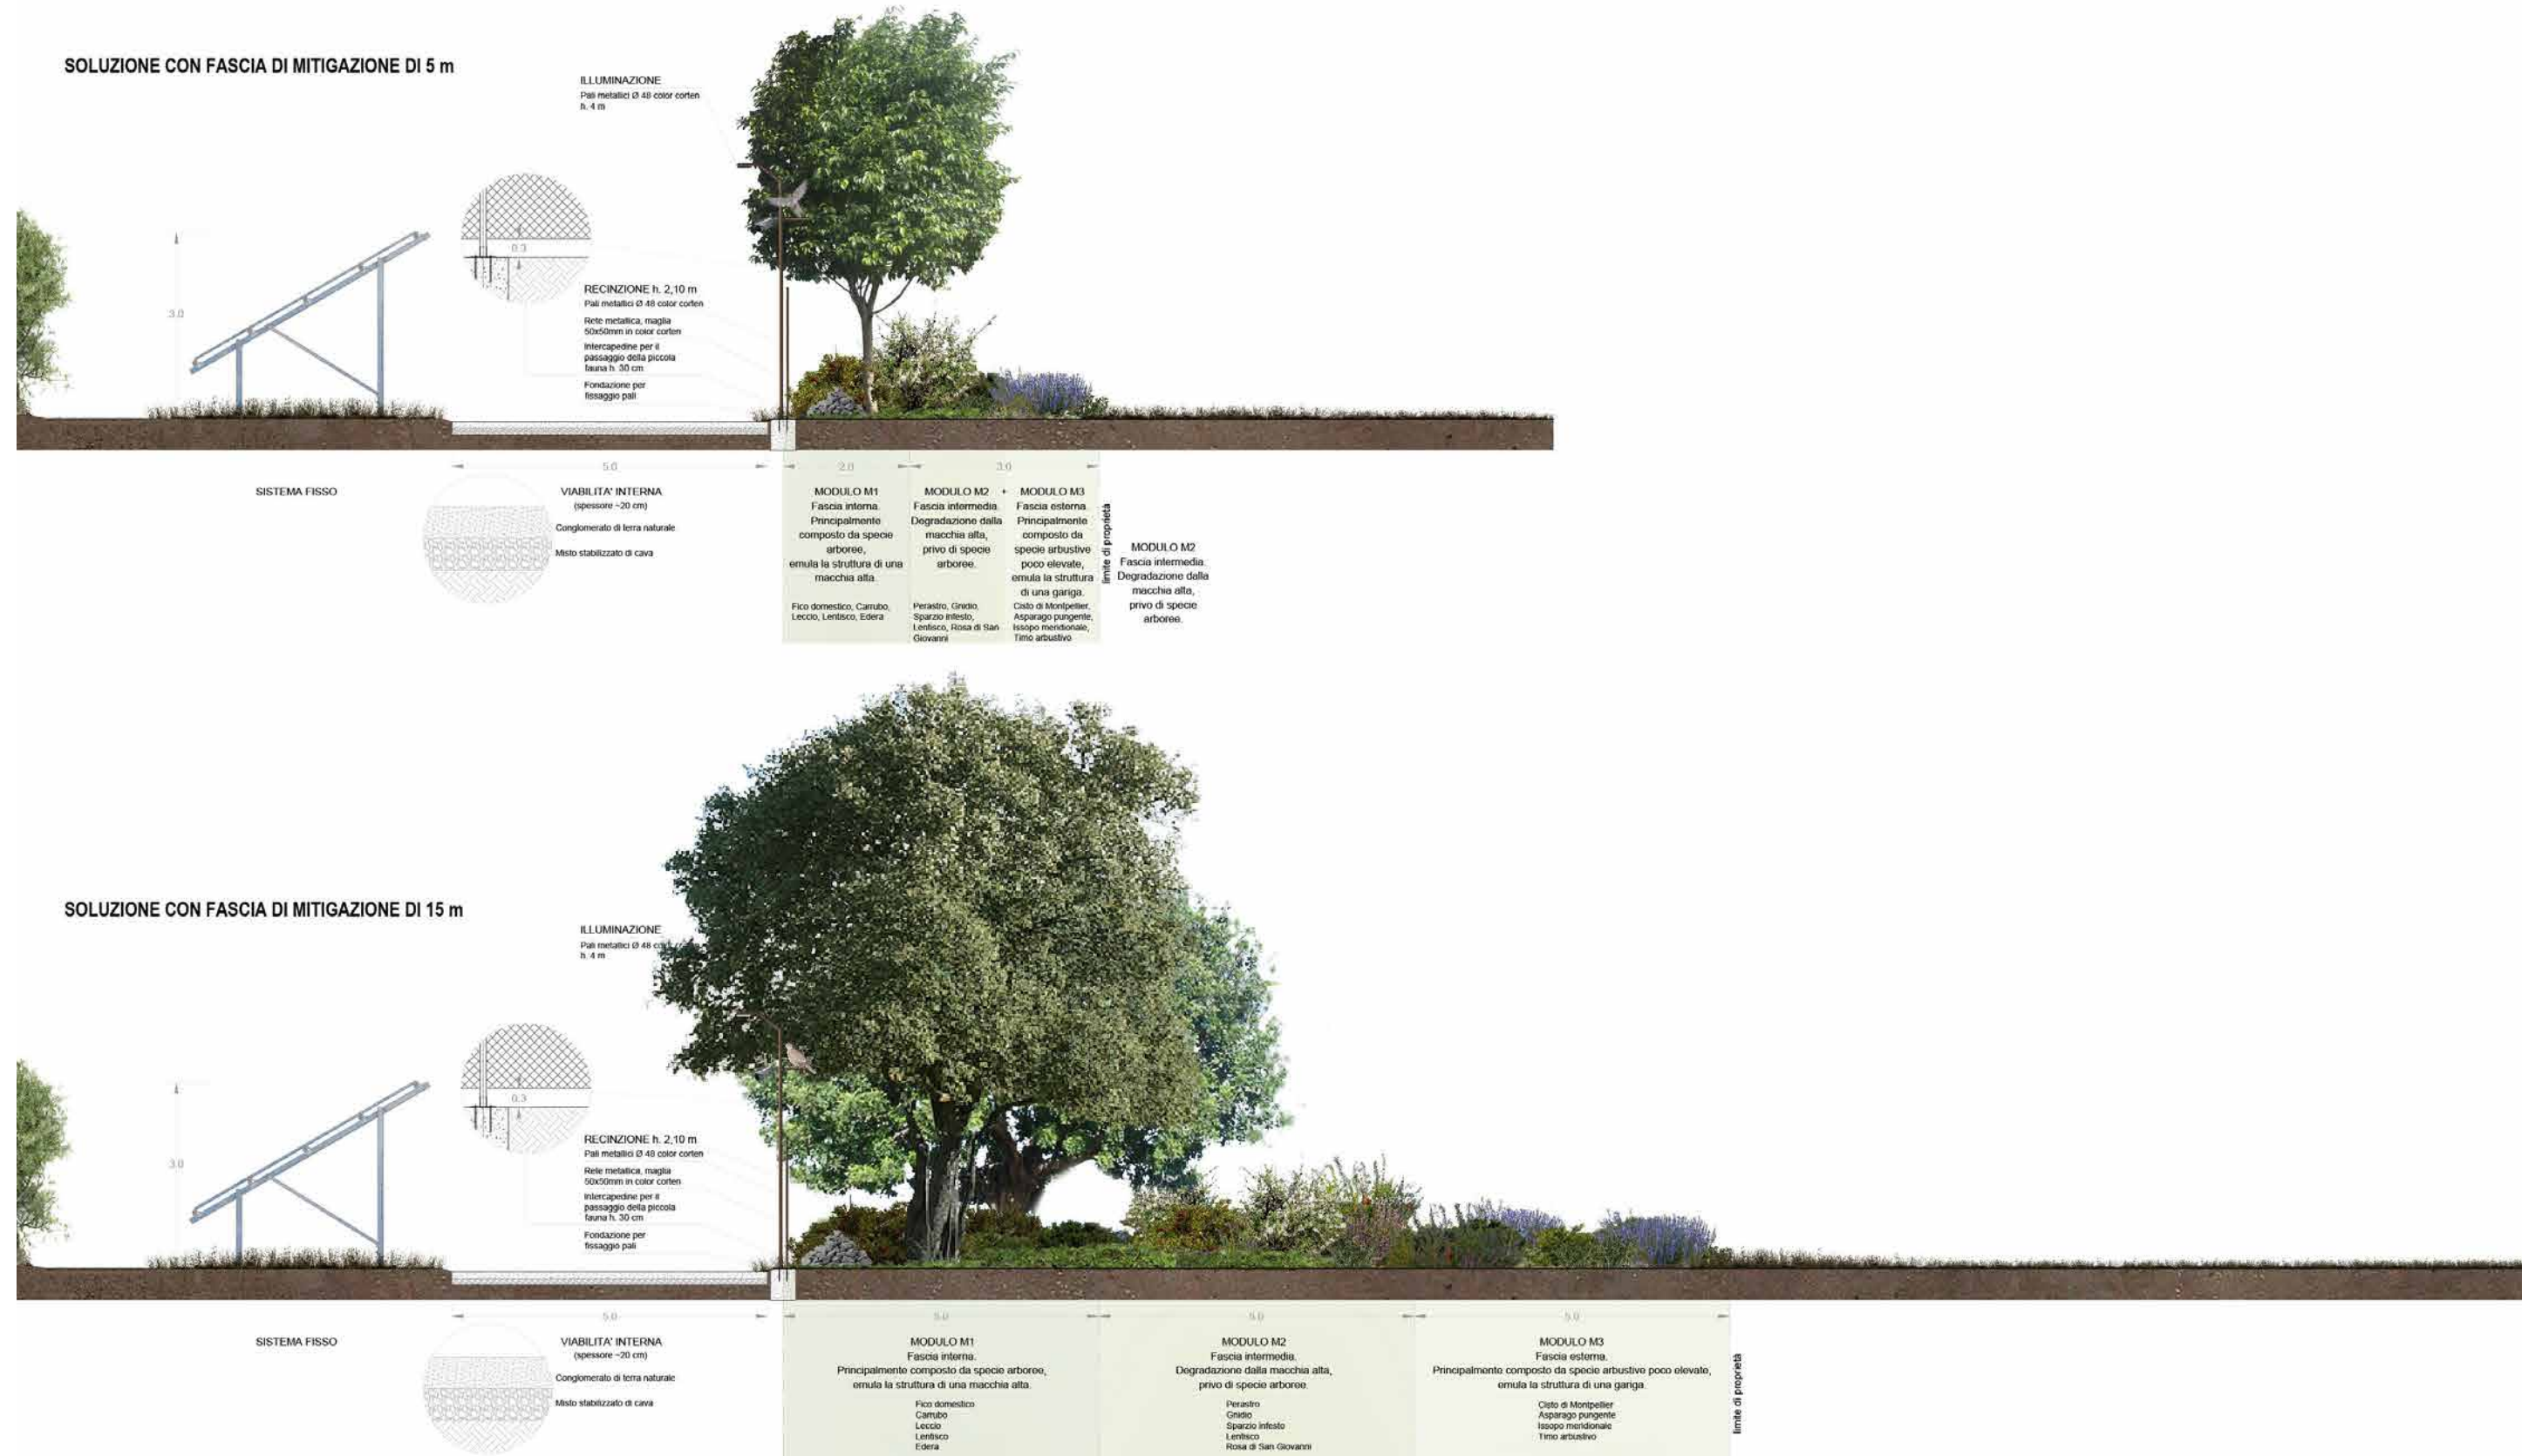 SOLUZIONE CON FASCIA DI MITIGAZIONE DI 5 m
ILLUMINAZIONE
Pali metallici Ø 48 color corten
h. 4 m
0.3
3.0
RECINZIONE h. 2,10 m
Pali metallici Ø 48 color corten
Rete metallica, maglia
50x50mm in color corten
Intercapedine per il
passaggio della piccola
fauna h. 30 cm
Fondazione per
fissaggio pali
5.0
2.0
3.0
SISTEMA FISSO
VIABILITA' INTERNA
(spessore ~20 cm)
Conglomerato di terra naturale
Misto stabilizzato di cava
MODULO M1
Fascia interna.
Principalmente
composto da specie
arboree,
emula la struttura di una
macchia alta.
Fico domestico, Carrubo,
Leccio, Lentisco, Edera
MODULO M2 +
Fascia intermedia.
Degradazione dalla
macchia alta,
privo di specie
arboree.
Perastro, Gnidio,
Sparzio infesto,
Lentisco, Rosa di San
Giovanni
MODULO M3
Fascia esterna.
Principalmente
composto da
specie arbustive
poco elevate,
emula la struttura
di una gariga.
Cisto di Montpellier,
Asparago pungente,
Issopo meridionale,
Timo arbustivo
limite di proprietà
MODULO M2
Fascia intermedia.
Degradazione dalla
macchia alta,
privo di specie
arboree.
SOLUZIONE CON FASCIA DI MITIGAZIONE DI 15 m
ILLUMINAZIONE
Pali metallici Ø 48
h. 4 m
0.3
3.0
RECINZIONE h. 2,10 m
Pali metallici Ø 48 color corten
Rete metallica, maglia
50x50mm in color corten
Intercapedine per il
passaggio della piccola
fauna h. 30 cm
Fondazione per
fissaggio pali
5.0
5.0
5.0
5.0
SISTEMA FISSO
VIABILITA' INTERNA
(spessore ~20 cm)
Conglomerato di terra naturale
Misto stabilizzato di cava
MODULO M1
Fascia interna.
Principalmente composto da specie arboree,
emula la struttura di una macchia alta.
Fico domestico
Carrubo
Leccio
Lentisco
Edera
MODULO M2
Fascia intermedia.
Degradazione dalla macchia alta,
privo di specie arboree.
Perastro
Gnidio
Sparzio infesto
Lentisco
Rosa di San Giovanni
MODULO M3
Fascia esterna.
Principalmente composto da specie arbustive poco elevate,
emula la struttura di una gariga.
Cisto di Montpellier
Asparago pungente
Issopo meridionale
Timo arbustivo
limite di proprietà